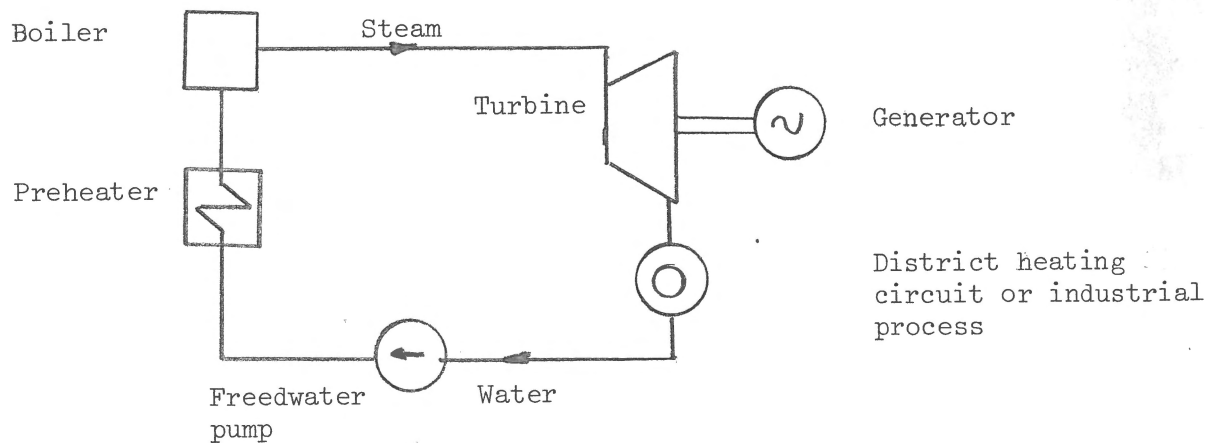 Boiler
Steam
Turbine
Generator
Preheater
District heating
circuit or industrial
process
Freedwater
pump
Water